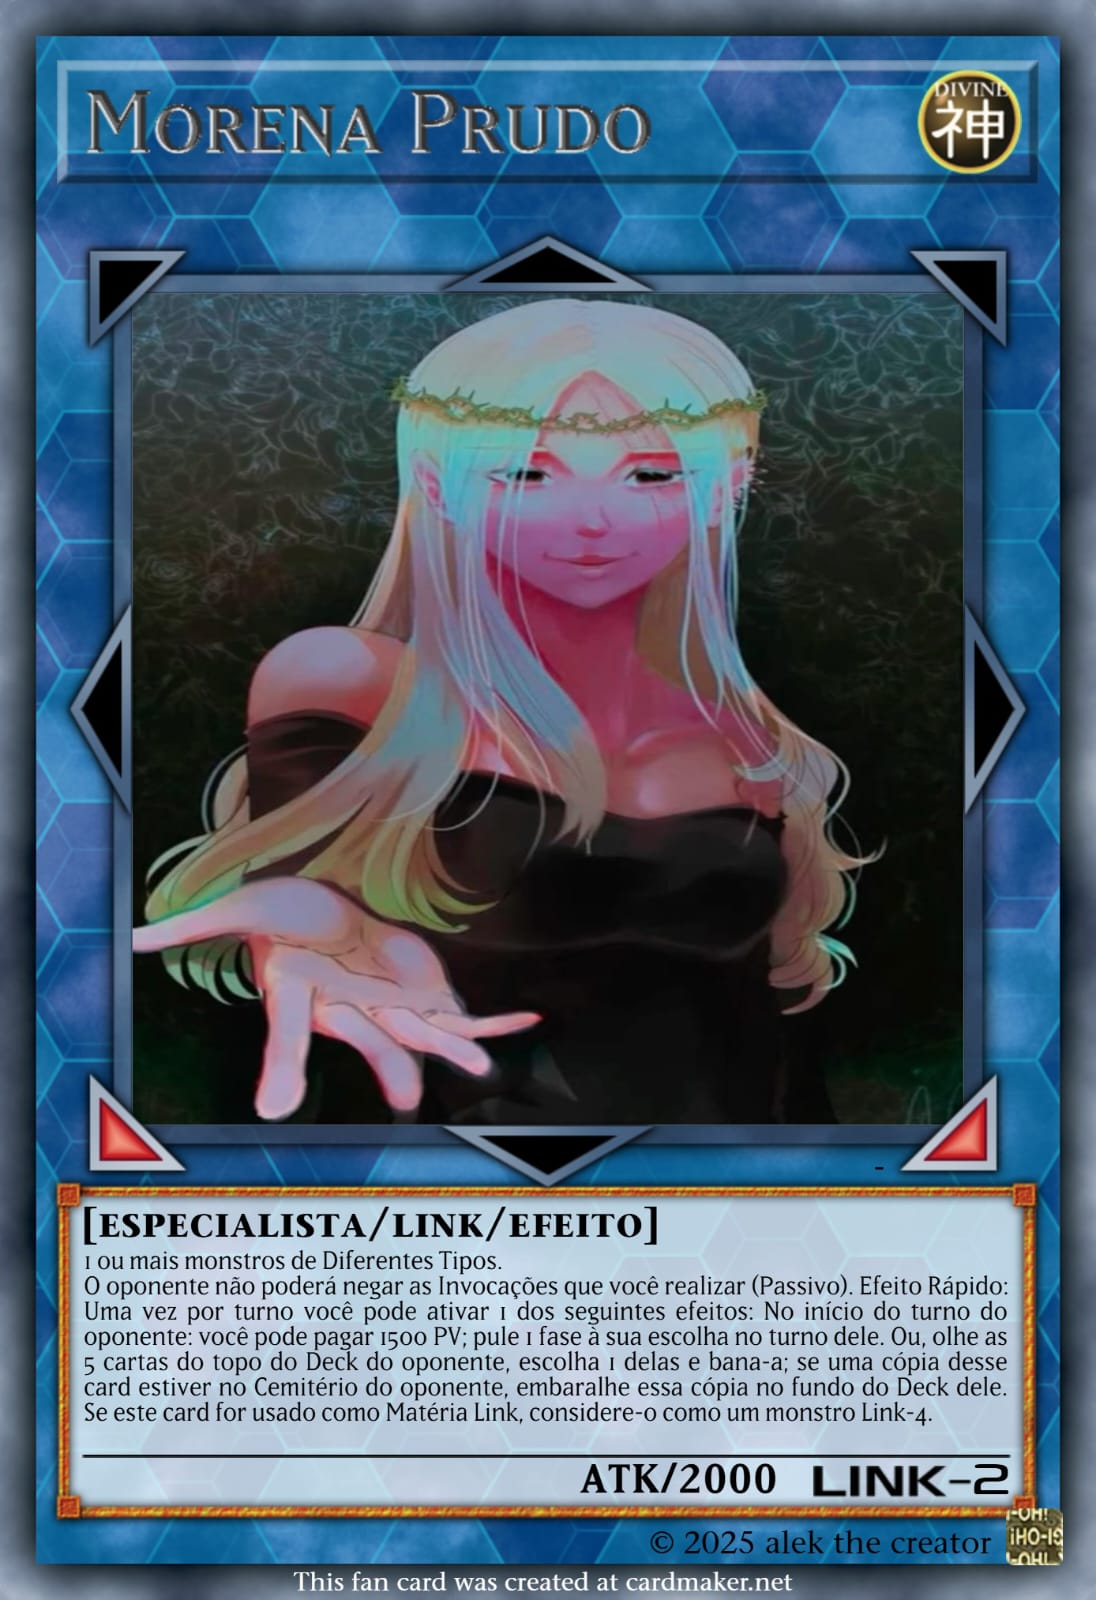 Morena Prudo
DIVINE
神
-
[ESPECIALISTA/LINK/EFEITO]
1 ou mais monstros de Diferentes Tipos.
O oponente não poderá negar as Invocações que você realizar (Passivo). Efeito Rápido:
Uma vez por turno você pode ativar 1 dos seguintes efeitos: No início do turno do
oponente: você pode pagar 1500 PV; pule 1 fase à sua escolha no turno dele. Ou, olhe as
5 cartas do topo do Deck do oponente, escolha 1 delas e bana-a; se uma cópia desse
card estiver no Cemitério do oponente, embaralhe essa cópia no fundo do Deck dele.
Se este card for usado como Matéria Link, considere-o como um monstro Link-4.
ATK/2000 LINK-2
© 2025 alek the creator
This fan card was created at cardmaker.net